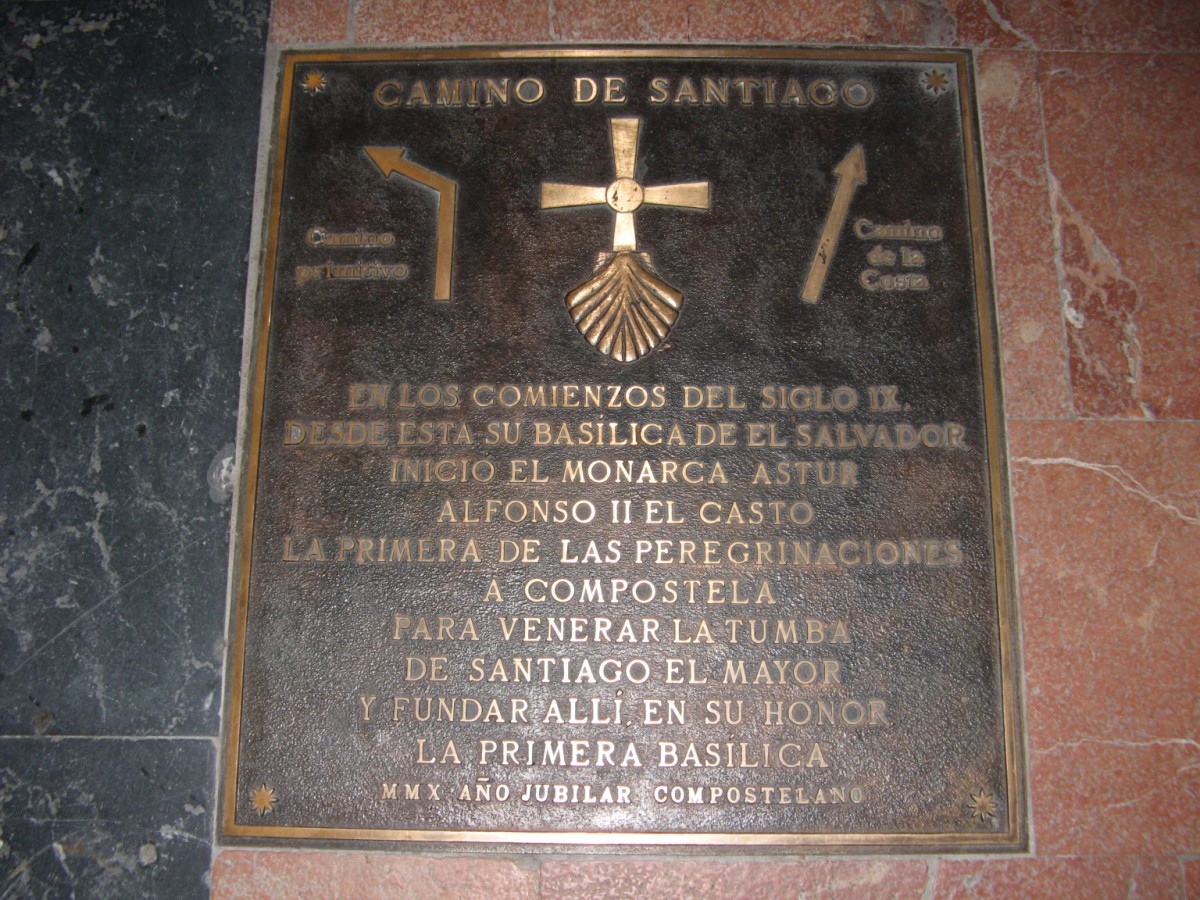 CAMINO DE SANTIAGO
Camino
primitivo
Camino
de la
Costa
EN LOS COMIENZOS DEL SIGLO IX.
DESDE ESTA SU BASÍLICA DE EL SALVADOR
INICIO EL MONARCA ASTUR
ALFONSO II EL CASTO
LA PRIMERA DE LAS PEREGRINACIONES
A COMPOSTELA
PARA VENERAR LA TUMBA
DE SANTIAGO EL MAYOR
Y FUNDAR ALLÍ, EN SU HONOR
LA PRIMERA BASÍLICA
MMX AÑO JUBILAR COMPOSTELANO